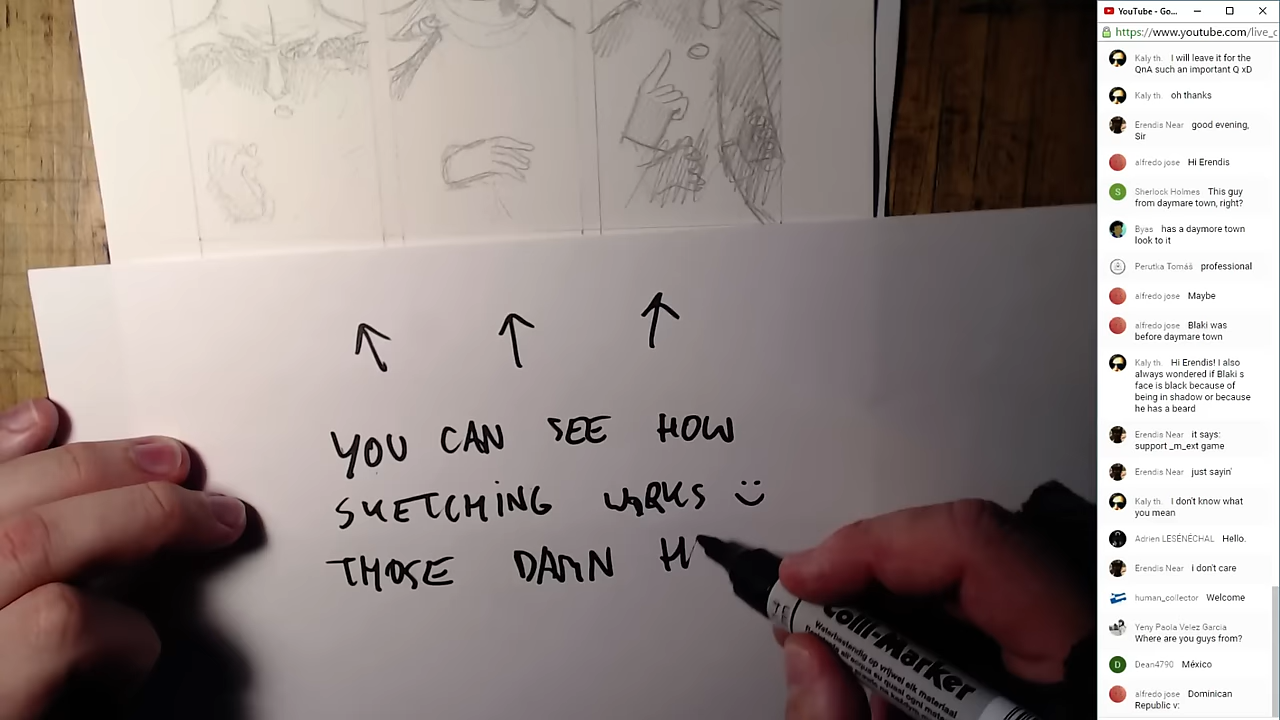 YOU CAN SEE HOW
SKETCHING WORKS :)
THOSE DAMN H
Colli-Marker
YouTube - Go...
https://www.youtube.com/live_c
Kaly th. I will leave it for the
QnA such an important Q xD
Kaly th. oh thanks
Erendis Near good evening,
Sir
alfredo jose Hi Erendis
S
Sherlock Holmes This guy
from daymare town, right?
Byas has a daymore town
look to it
Perutka Tomáš professional
alfredo jose Maybe
alfredo jose Blaki was
before daymare town
Kaly th. Hi Erendis! I also
always wondered if Blaki s
face is black because of
being in shadow or because
he has a beard
Erendis Near it says:
support _m_ext game
Erendis Near just sayin'
Kaly th. I don't know what
you mean
Adrien LESÉNÉCHAL Hello.
Erendis Near i don't care
human_collector Welcome
Yeny Paola Velez Garcia
Where are you guys from?
D
Dean4790 México
alfredo jose Dominican
Republic v: